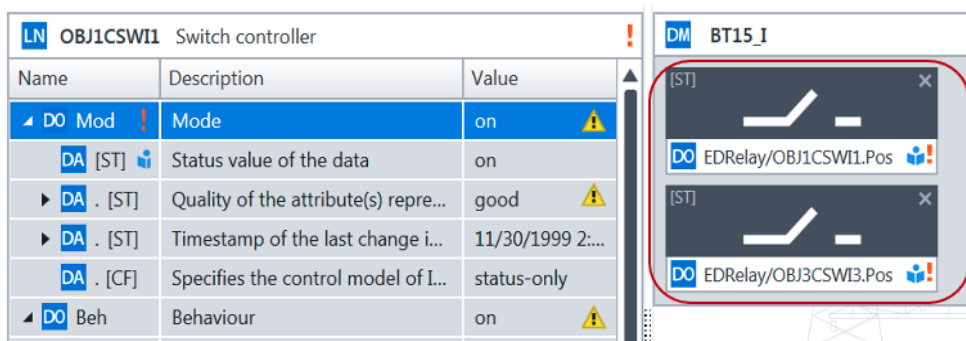 LN OBJ1CSWI1 Switch controller !
Name Description Value
DO Mod ! Mode on
DA [ST] Status value of the data on
DA . [ST] Quality of the attribute(s) repre... good
DA . [ST] Timestamp of the last change i... 11/30/1999 2:...
DA . [CF] Specifies the control model of I... status-only
DO Beh Behaviour on
DM BT15_I
[ST]
DO EDRelay/OBJ1CSWI1.Pos !
[ST]
DO EDRelay/OBJ3CSWI3.Pos !